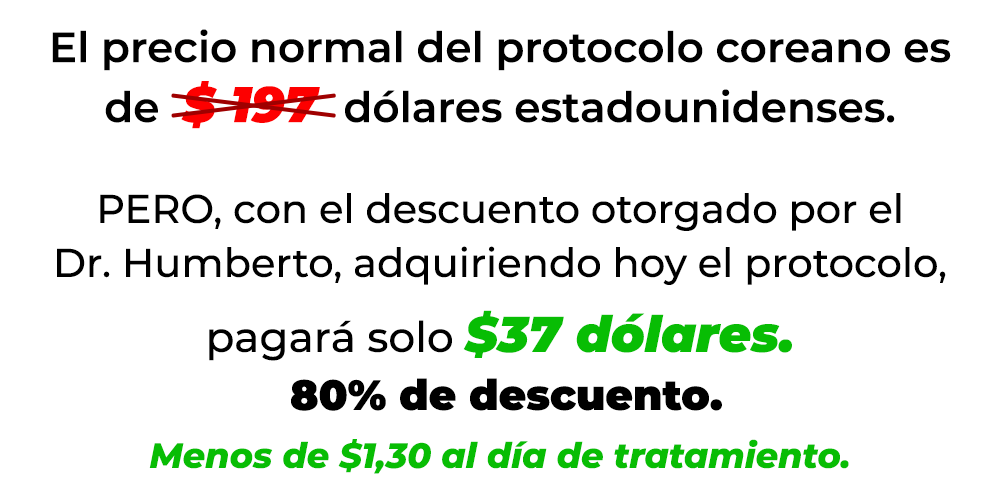 El precio normal del protocolo coreano es
de $ 197 dólares estadounidenses.
PERO, con el descuento otorgado por el
Dr. Humberto, adquiriendo hoy el protocolo,
pagará solo $37 dólares.
80% de descuento.
Menos de $1,30 al día de tratamiento.